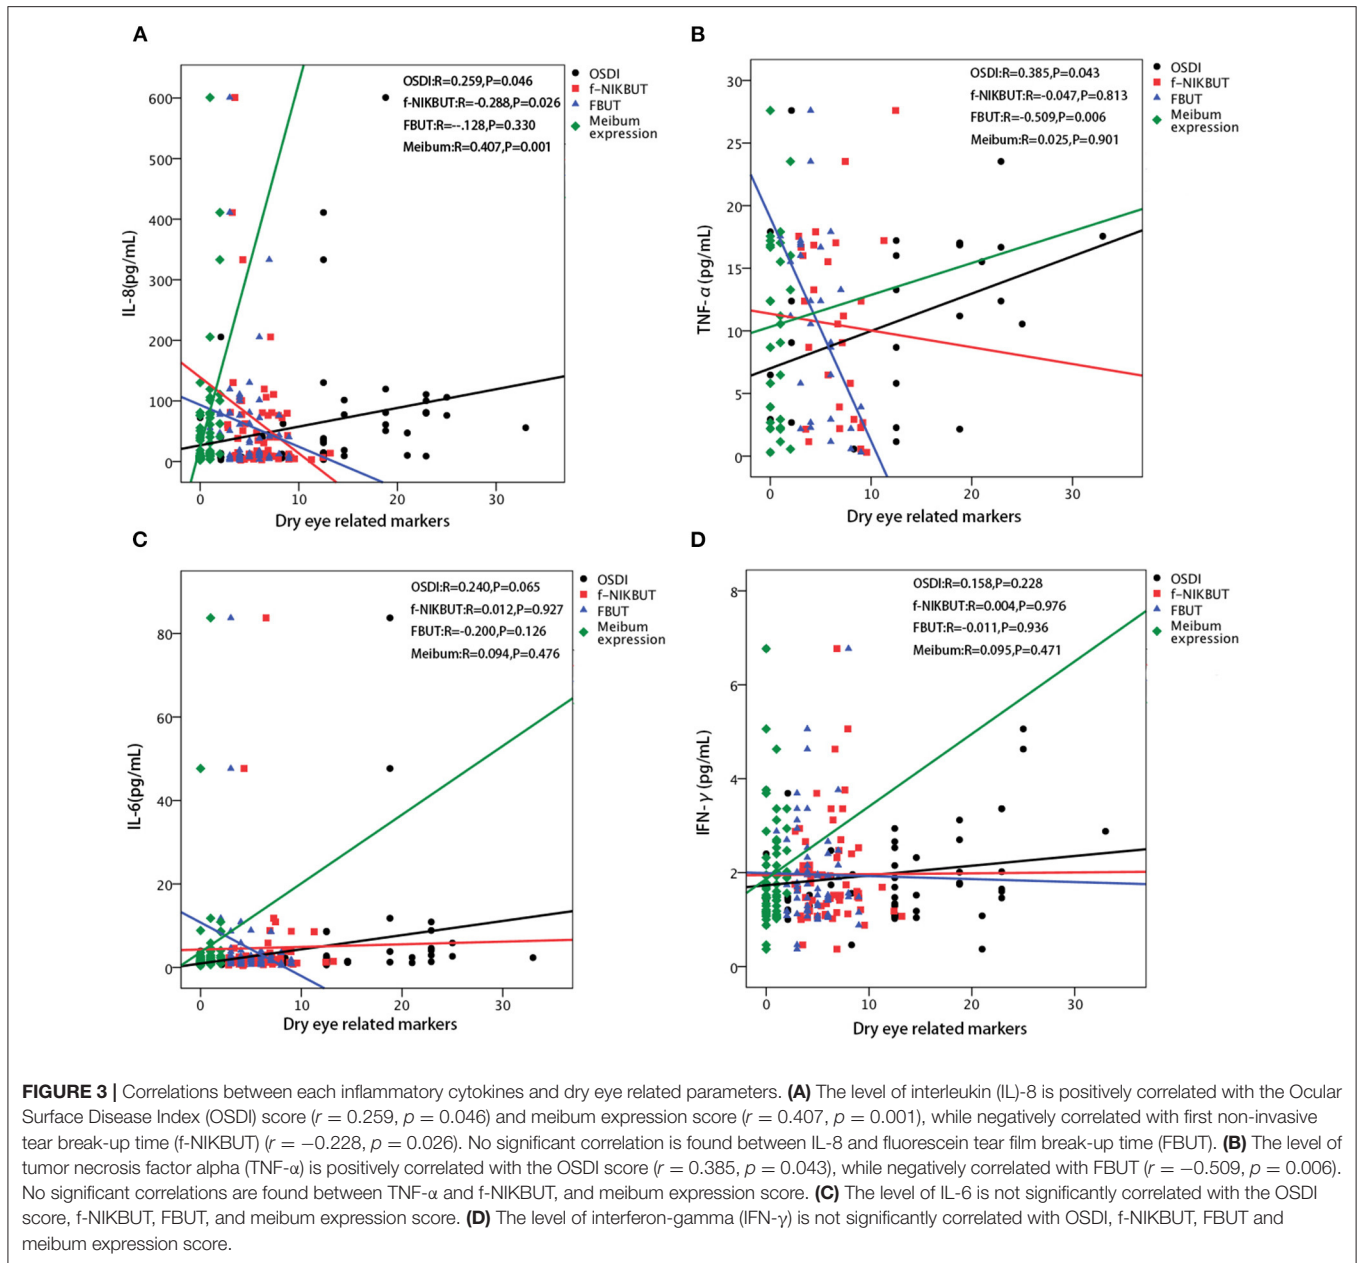 A
OSDI:R=0.259,P=0.046
f-NIKBUT:R=-0.288,P=0.026
FBUT:R=--.128,P=0.330
Meibum:R=0.407,P=0.001
OSDI
f-NIKBUT
FBUT
Meibum
expression
600
500
400
300
200
100
0
IL-8(pg/mL)
0 10 20 30
Dry eye related markers
B
OSDI:R=0.385,P=0.043
f-NIKBUT:R=-0.047,P=0.813
FBUT:R=-0.509,P=0.006
Meibum:R=0.025,P=0.901
OSDI
f-NIKBUT
FBUT
Meibum
expression
30
25
20
15
10
5
0
TNF-α (pg/mL)
0 10 20 30
Dry eye related markers
C
OSDI:R=0.240,P=0.065
f-NIKBUT:R=0.012,P=0.927
FBUT:R=-0.200,P=0.126
Meibum:R=0.094,P=0.476
OSDI
f-NIKBUT
FBUT
Meibum
expression
80
60
40
20
0
IL-6(pg/mL)
0 10 20 30
Dry eye related markers
D
OSDI:R=0.158,P=0.228
f-NIKBUT:R=0.004,P=0.976
FBUT:R=-0.011,P=0.936
Meibum:R=0.095,P=0.471
OSDI
f-NIKBUT
FBUT
Meibum
expression
8
6
4
2
0
IFN-γ (pg/mL)
0 10 20 30
Dry eye related markers
FIGURE 3 | Correlations between each inflammatory cytokines and dry eye related parameters. (A) The level of interleukin (IL)-8 is positively correlated with the Ocular
Surface Disease Index (OSDI) score (r = 0.259, p = 0.046) and meibum expression score (r = 0.407, p = 0.001), while negatively correlated with first non-invasive
tear break-up time (f-NIKBUT) (r = −0.228, p = 0.026). No significant correlation is found between IL-8 and fluorescein tear film break-up time (FBUT). (B) The level of
tumor necrosis factor alpha (TNF-α) is positively correlated with the OSDI score (r = 0.385, p = 0.043), while negatively correlated with FBUT (r = −0.509, p = 0.006).
No significant correlations are found between TNF-α and f-NIKBUT, and meibum expression score. (C) The level of IL-6 is not significantly correlated with the OSDI
score, f-NIKBUT, FBUT, and meibum expression score. (D) The level of interferon-gamma (IFN-γ) is not significantly correlated with OSDI, f-NIKBUT, FBUT and
meibum expression score.